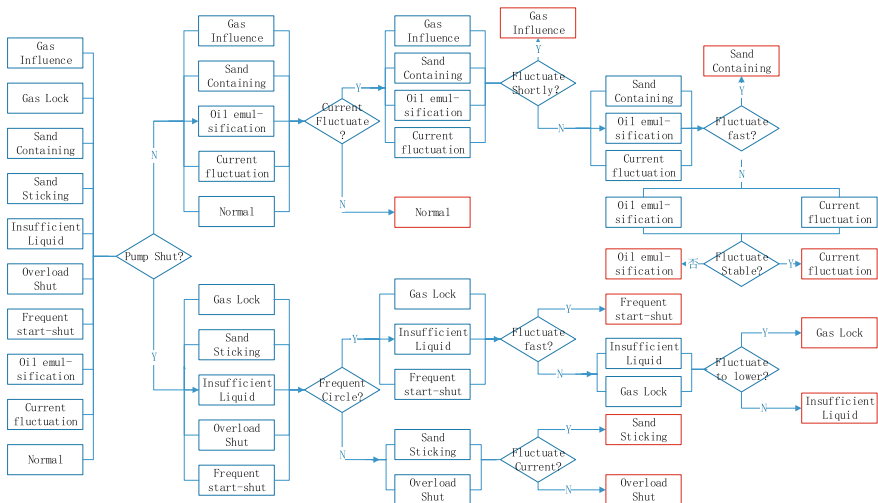 Gas
Influence
Gas Lock
Sand
Containing
Sand
Sticking
Insufficient
Liquid
Overload
Shut
Frequent
start-shut
Oil emul-
sification
Current
fluctuation
Normal
Pump Shut?
N
Y
Gas
Influence
Sand
Containing
Oil emul-
sification
Current
fluctuation
Normal
Current
Fluctuate
?
Y
N
Gas
Influence
Sand
Containing
Oil emul-
sification
Current
fluctuation
Normal
Gas
Influence
Y
Fluctuate
Shortly?
N
Sand
Containing
Oil emul-
sification
Current
fluctuation
Sand
Containing
Y
Fluctuate
fast?
N
Oil emul-
sification
Current
fluctuation
Oil emul-
sification
否
Fluctuate
Stable?
Y
Current
fluctuation
Gas Lock
Sand
Sticking
Insufficient
Liquid
Overload
Shut
Frequent
start-shut
Frequent
Circle?
Y
N
Gas Lock
Insufficient
Liquid
Frequent
start-shut
Fluctuate
fast?
Y
N
Frequent
start-shut
Insufficient
Liquid
Gas Lock
Fluctuate
to lower?
Y
N
Gas Lock
Insufficient
Liquid
Sand
Sticking
Overload
Shut
Fluctuate
Current?
Y
N
Sand
Sticking
Overload
Shut